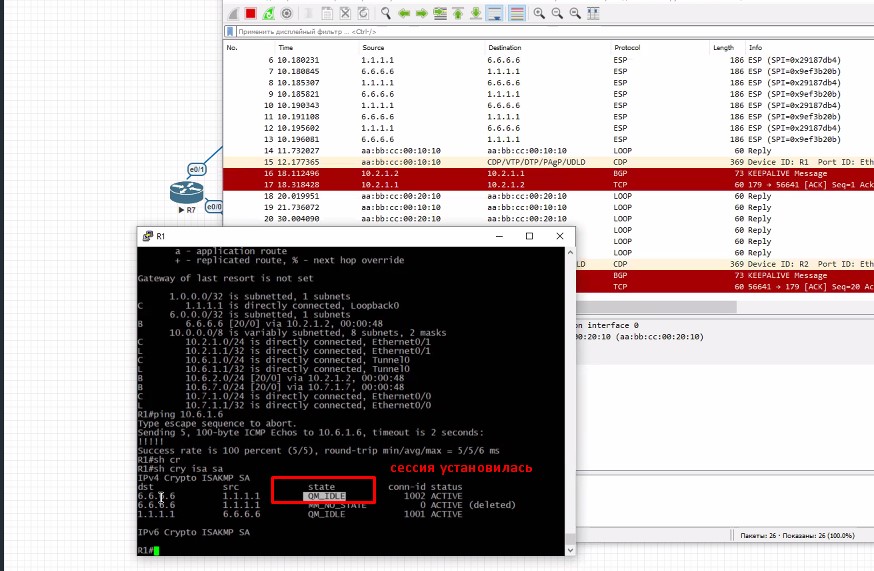 Применить дисплейный фильтр ... <Ctrl-/>
No. Time Source Destination Protocol Length Info
6 10.180231 1.1.1.1 6.6.6.6 ESP 186 ESP (SPI=0x29187db4)
7 10.180845 6.6.6.6 1.1.1.1 ESP 186 ESP (SPI=0x9ef3b20b)
8 10.185307 1.1.1.1 6.6.6.6 ESP 186 ESP (SPI=0x29187db4)
9 10.185821 6.6.6.6 1.1.1.1 ESP 186 ESP (SPI=0x9ef3b20b)
10 10.190343 1.1.1.1 6.6.6.6 ESP 186 ESP (SPI=0x29187db4)
11 10.191108 6.6.6.6 1.1.1.1 ESP 186 ESP (SPI=0x9ef3b20b)
12 10.195602 1.1.1.1 6.6.6.6 ESP 186 ESP (SPI=0x29187db4)
13 10.196081 6.6.6.6 1.1.1.1 ESP 186 ESP (SPI=0x9ef3b20b)
14 11.732027 aa:bb:cc:00:10:10 aa:bb:cc:00:10:10 LOOP 60 Reply
15 12.177365 aa:bb:cc:00:10:10 CDP/VTP/DTP/PAgP/UDLD CDP 369 Device ID: R1 Port ID: Eth
16 18.112496 10.2.1.2 10.2.1.1 BGP 73 KEEPALIVE Message
17 18.318428 10.2.1.1 10.2.1.2 TCP 60 179 → 56641 [ACK] Seq=1 Ack
18 20.019951 aa:bb:cc:00:20:10 aa:bb:cc:00:20:10 LOOP 60 Reply
19 21.736072 aa:bb:cc:00:10:10 aa:bb:cc:00:10:10 LOOP 60 Reply
20 30.004090 aa:bb:cc:00:20:10 aa:bb:cc:00:20:10 LOOP 60 Reply
LOOP 60 Reply
LOOP 60 Reply
LOOP 60 Reply
LD CDP 369 Device ID: R2 Port ID: Eth
BGP 73 KEEPALIVE Message
TCP 60 56641 → 179 [ACK] Seq=20 Ac
e0/1
R7
e0/0
R1
a - application route
+ - replicated route, % - next hop override
Gateway of last resort is not set
1.0.0.0/32 is subnetted, 1 subnets
C 1.1.1.1 is directly connected, Loopback0
6.0.0.0/32 is subnetted, 1 subnets
B 6.6.6.6 [20/0] via 10.2.1.2, 00:00:48
10.0.0.0/8 is variably subnetted, 8 subnets, 2 masks
C 10.2.1.0/24 is directly connected, Ethernet0/1
L 10.2.1.1/32 is directly connected, Ethernet0/1
C 10.6.1.0/24 is directly connected, Tunnel0
L 10.6.1.1/32 is directly connected, Tunnel0
B 10.6.2.0/24 [20/0] via 10.2.1.2, 00:00:48
B 10.6.7.0/24 [20/0] via 10.7.1.7, 00:00:48
C 10.7.1.0/24 is directly connected, Ethernet0/0
L 10.7.1.1/32 is directly connected, Ethernet0/0
R1#ping 10.6.1.6
Type escape sequence to abort.
Sending 5, 100-byte ICMP Echos to 10.6.1.6, timeout is 2 seconds:
!!!!!
Success rate is 100 percent (5/5), round-trip min/avg/max = 5/5/6 ms
R1#sh cr
R1#sh cry isa sa
IPv4 Crypto ISAKMP SA
dst src state conn-id status
6.6.6.6 1.1.1.1 QM_IDLE 1002 ACTIVE
6.6.6.6 1.1.1.1 MM_NO_STATE 0 ACTIVE (deleted)
1.1.1.1 6.6.6.6 QM_IDLE 1001 ACTIVE
IPv6 Crypto ISAKMP SA
R1#
сессия установилась
on interface 0
00:20:10 (aa:bb:cc:00:20:10)
Пакеты: 26 · Показаны: 26 (100.0%)